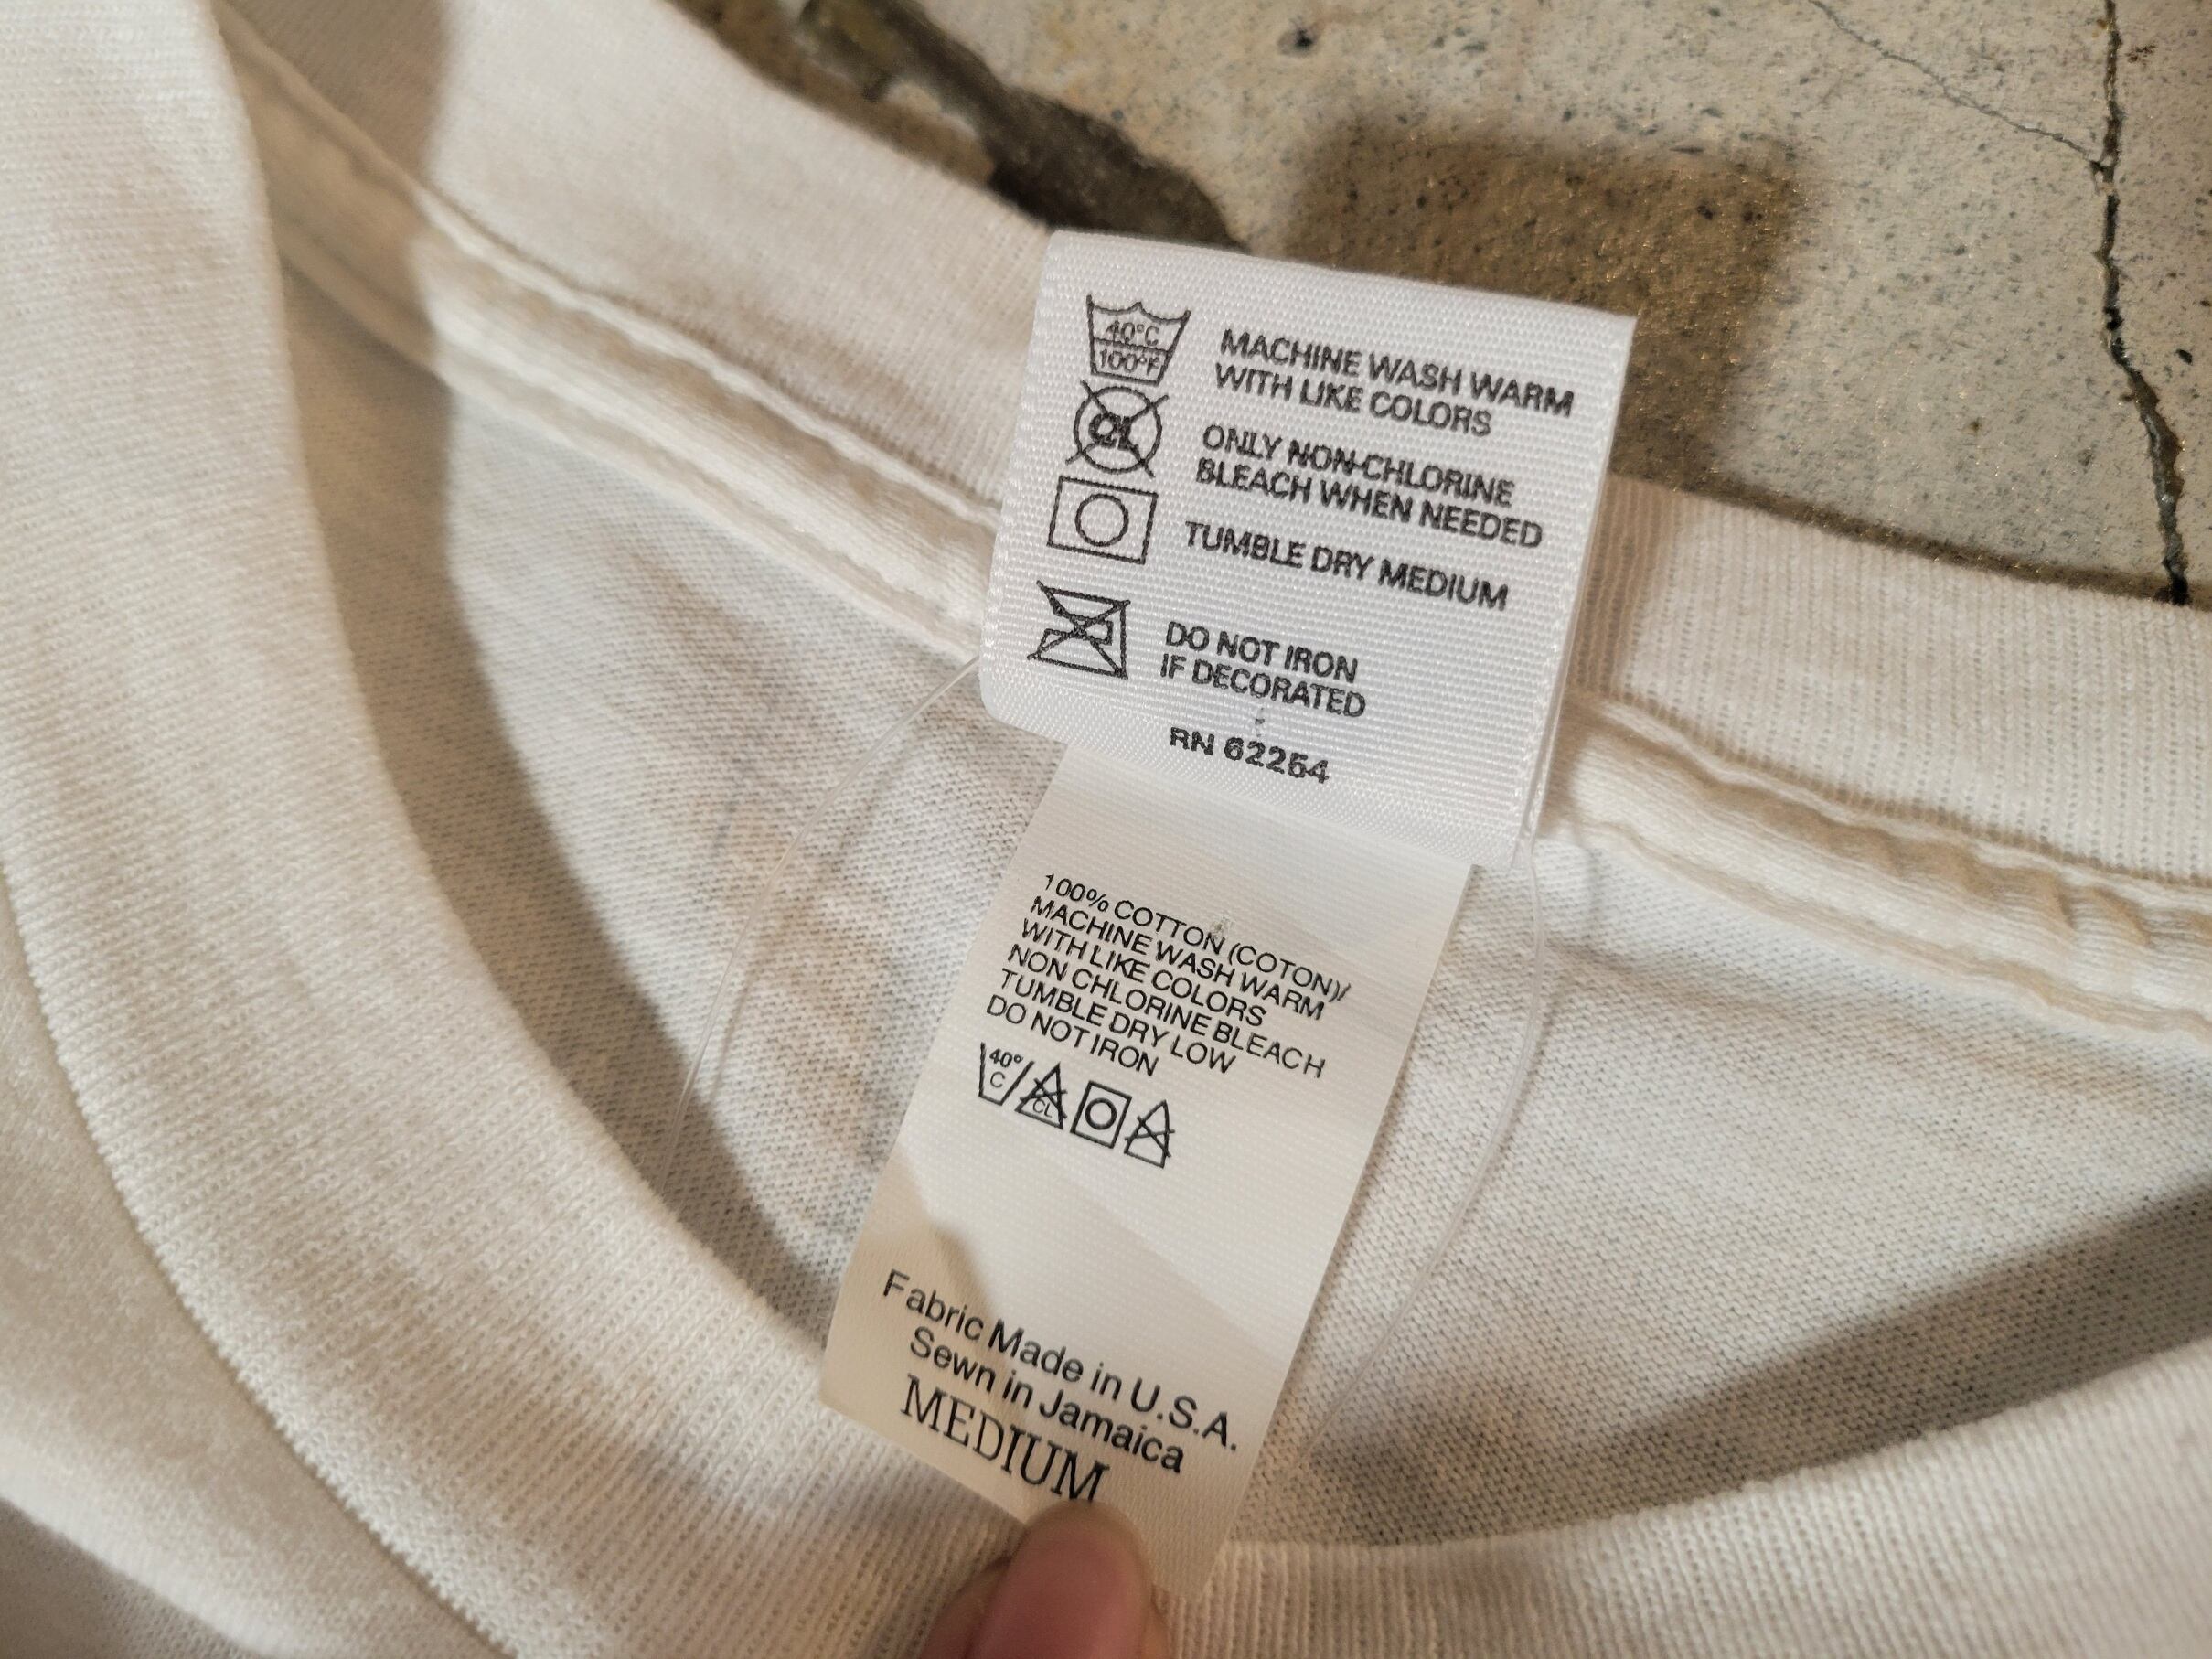 40°C
100°F
MACHINE WASH WARM
WITH LIKE COLORS
CL
ONLY NON-CHLORINE
BLEACH WHEN NEEDED
TUMBLE DRY MEDIUM
DO NOT IRON
IF DECORATED
RN 62264
100% COTTON (COTON)/
MACHINE WASH WARM
WITH LIKE COLORS
NON CHLORINE BLEACH
TUMBLE DRY LOW
DO NOT IRON
40°
C
CL
Fabric Made in U.S.A.
Sewn in Jamaica
MEDIUM